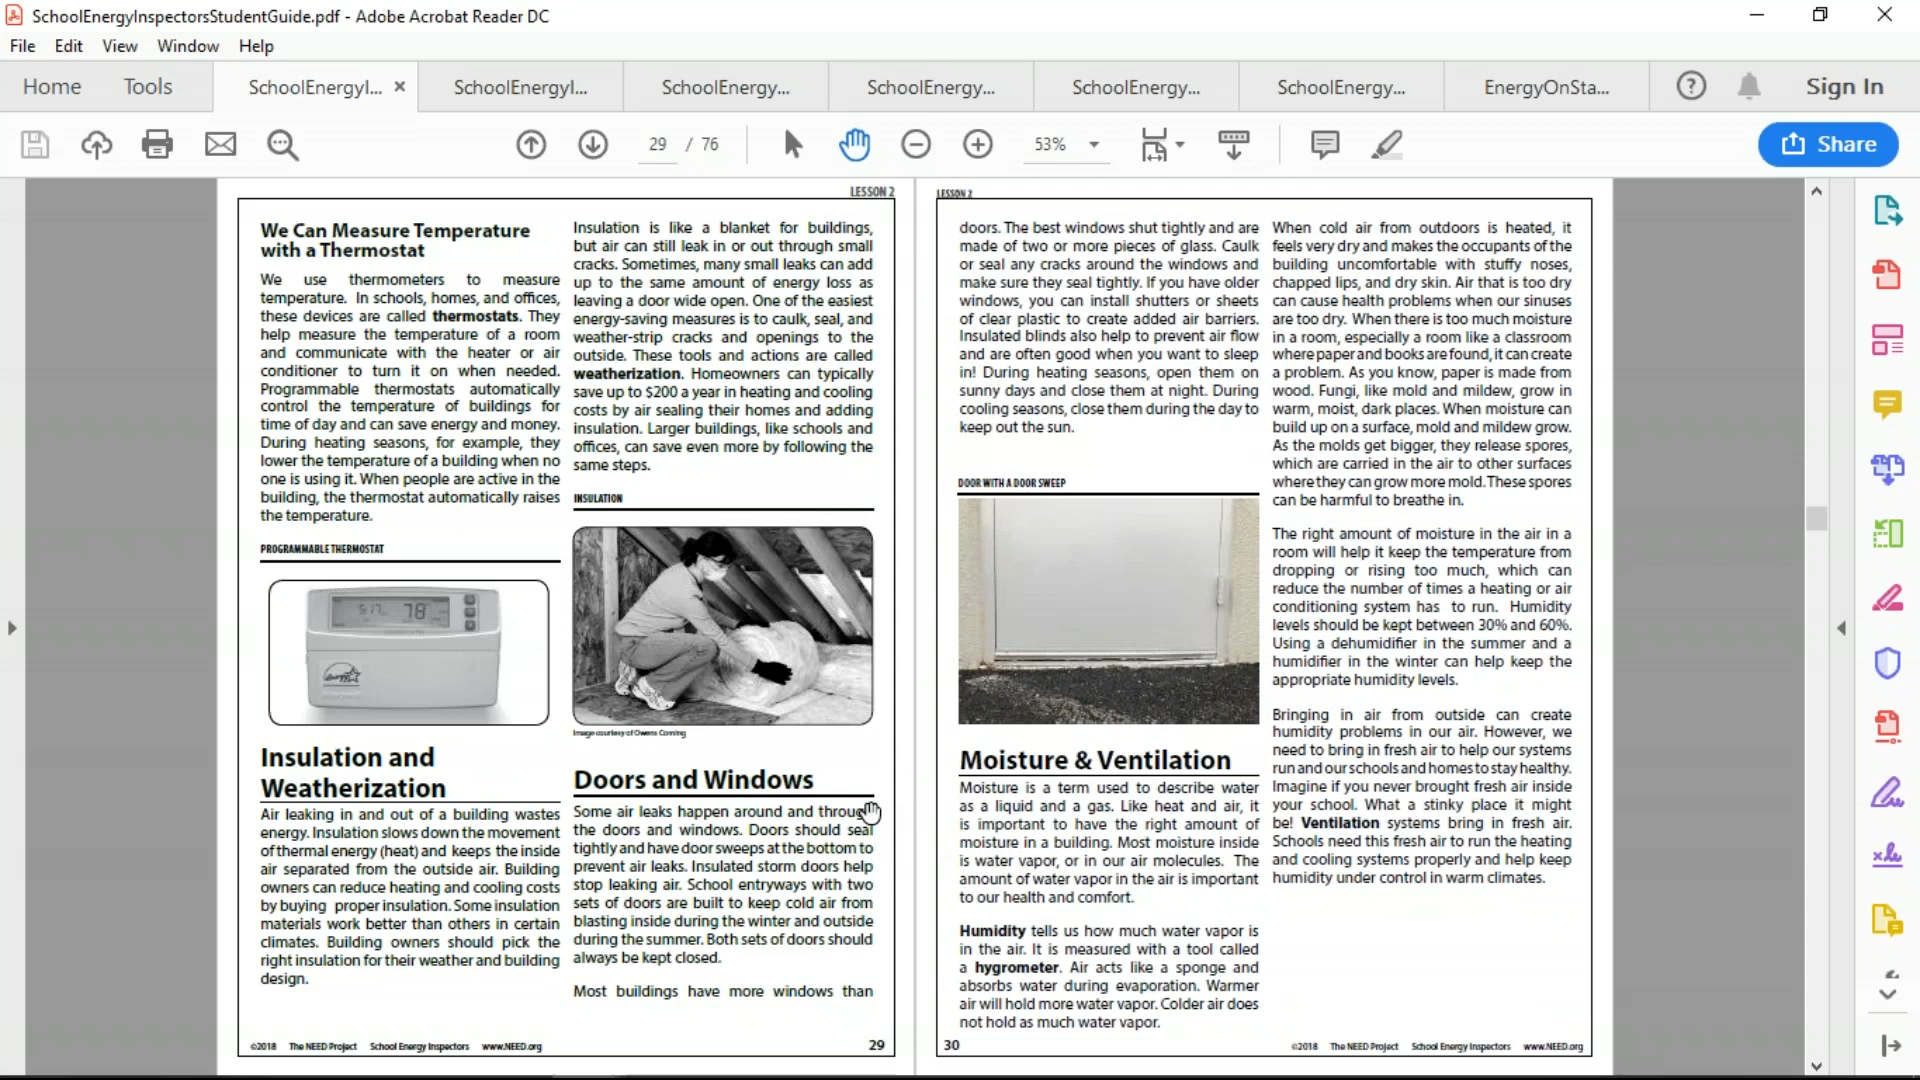 SchoolEnergyInspectorsStudentGuide.pdf - Adobe Acrobat Reader DC
File Edit View Window Help
Home Tools SchoolEnergyI... SchoolEnergyI... SchoolEnergy... SchoolEnergy... SchoolEnergy... SchoolEnergy... EnergyOnSta... Sign In
29 / 76 53% Share
LESSON 2
We Can Measure Temperature
with a Thermostat
We use thermometers to measure
temperature. In schools, homes, and offices,
these devices are called thermostats. They
help measure the temperature of a room
and communicate with the heater or air
conditioner to turn it on when needed.
Programmable thermostats automatically
control the temperature of buildings for
time of day and can save energy and money.
During heating seasons, for example, they
lower the temperature of a building when no
one is using it. When people are active in the
building, the thermostat automatically raises
the temperature.
PROGRAMMABLE THERMOSTAT
Insulation and
Weatherization
Air leaking in and out of a building wastes
energy. Insulation slows down the movement
of thermal energy (heat) and keeps the inside
air separated from the outside air. Building
owners can reduce heating and cooling costs
by buying proper insulation. Some insulation
materials work better than others in certain
climates. Building owners should pick the
right insulation for their weather and building
design.
Insulation is like a blanket for buildings,
but air can still leak in or out through small
cracks. Sometimes, many small leaks can add
up to the same amount of energy loss as
leaving a door wide open. One of the easiest
energy-saving measures is to caulk, seal, and
weather-strip cracks and openings to the
outside. These tools and actions are called
weatherization. Homeowners can typically
save up to $200 a year in heating and cooling
costs by air sealing their homes and adding
insulation. Larger buildings, like schools and
offices, can save even more by following the
same steps.
INSULATION
Image courtesy of Owens Corning
Doors and Windows
Some air leaks happen around and through
the doors and windows. Doors should seal
tightly and have door sweeps at the bottom to
prevent air leaks. Insulated storm doors help
stop leaking air. School entryways with two
sets of doors are built to keep cold air from
blasting inside during the winter and outside
during the summer. Both sets of doors should
always be kept closed.
Most buildings have more windows than
©2018 The NEED Project School Energy Inspectors www.NEED.org 29
LESSON 2
doors. The best windows shut tightly and are
made of two or more pieces of glass. Caulk
or seal any cracks around the windows and
make sure they seal tightly. If you have older
windows, you can install shutters or sheets
of clear plastic to create added air barriers.
Insulated blinds also help to prevent air flow
and are often good when you want to sleep
in! During heating seasons, open them on
sunny days and close them at night. During
cooling seasons, close them during the day to
keep out the sun.
DOOR WITH A DOOR SWEEP
Moisture & Ventilation
Moisture is a term used to describe water
as a liquid and a gas. Like heat and air, it
is important to have the right amount of
moisture in a building. Most moisture inside
is water vapor, or in our air molecules. The
amount of water vapor in the air is important
to our health and comfort.
Humidity tells us how much water vapor is
in the air. It is measured with a tool called
a hygrometer. Air acts like a sponge and
absorbs water during evaporation. Warmer
air will hold more water vapor. Colder air does
not hold as much water vapor.
When cold air from outdoors is heated, it
feels very dry and makes the occupants of the
building uncomfortable with stuffy noses,
chapped lips, and dry skin. Air that is too dry
can cause health problems when our sinuses
are too dry. When there is too much moisture
in a room, especially a room like a classroom
where paper and books are found, it can create
a problem. As you know, paper is made from
wood. Fungi, like mold and mildew, grow in
warm, moist, dark places. When moisture can
build up on a surface, mold and mildew grow.
As the molds get bigger, they release spores,
which are carried in the air to other surfaces
where they can grow more mold. These spores
can be harmful to breathe in.
The right amount of moisture in the air in a
room will help it keep the temperature from
dropping or rising too much, which can
reduce the number of times a heating or air
conditioning system has to run. Humidity
levels should be kept between 30% and 60%.
Using a dehumidifier in the summer and a
humidifier in the winter can help keep the
appropriate humidity levels.
Bringing in air from outside can create
humidity problems in our air. However, we
need to bring in fresh air to help our systems
run and our schools and homes to stay healthy.
Imagine if you never brought fresh air inside
your school. What a stinky place it might
be! Ventilation systems bring in fresh air.
Schools need this fresh air to run the heating
and cooling systems properly and help keep
humidity under control in warm climates.
30 ©2018 The NEED Project School Energy Inspectors www.NEED.org